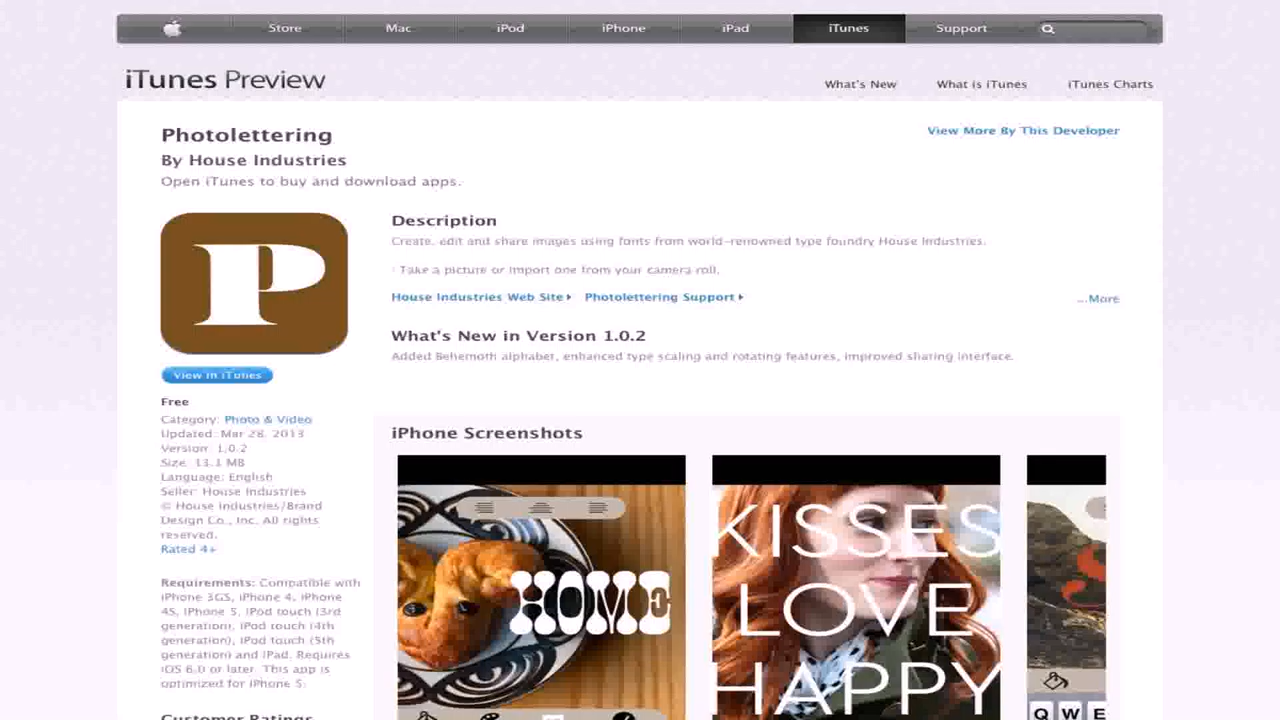 Store Mac iPod iPhone iPad iTunes Support
iTunes Preview
What's New What is iTunes iTunes Charts
Photolettering
View More By This Developer
By House Industries
Open iTunes to buy and download apps.
P
View in iTunes
Free
Category: Photo & Video
Updated: Mar 28, 2013
Version: 1.0.2
Size: 13.1 MB
Language: English
Seller: House Industries
© House Industries/Brand
Design Co., Inc. All rights
reserved.
Rated 4+
Requirements: Compatible with
iPhone 3GS, iPhone 4, iPhone
4S, iPhone 5, iPod touch (3rd
generation), iPod touch (4th
generation), iPod touch (5th
generation) and iPad. Requires
iOS 6.0 or later. This app is
optimized for iPhone 5.
Customer Ratings
Description
Create, edit and share images using fonts from world-renowned type foundry House Industries.
· Take a picture or import one from your camera roll.
House Industries Web Site Photolettering Support ...More
What's New in Version 1.0.2
Added Behemoth alphabet, enhanced type scaling and rotating features, improved sharing interface.
iPhone Screenshots
HOME
KISSES
LOVE
HAPPY
S
Q W E